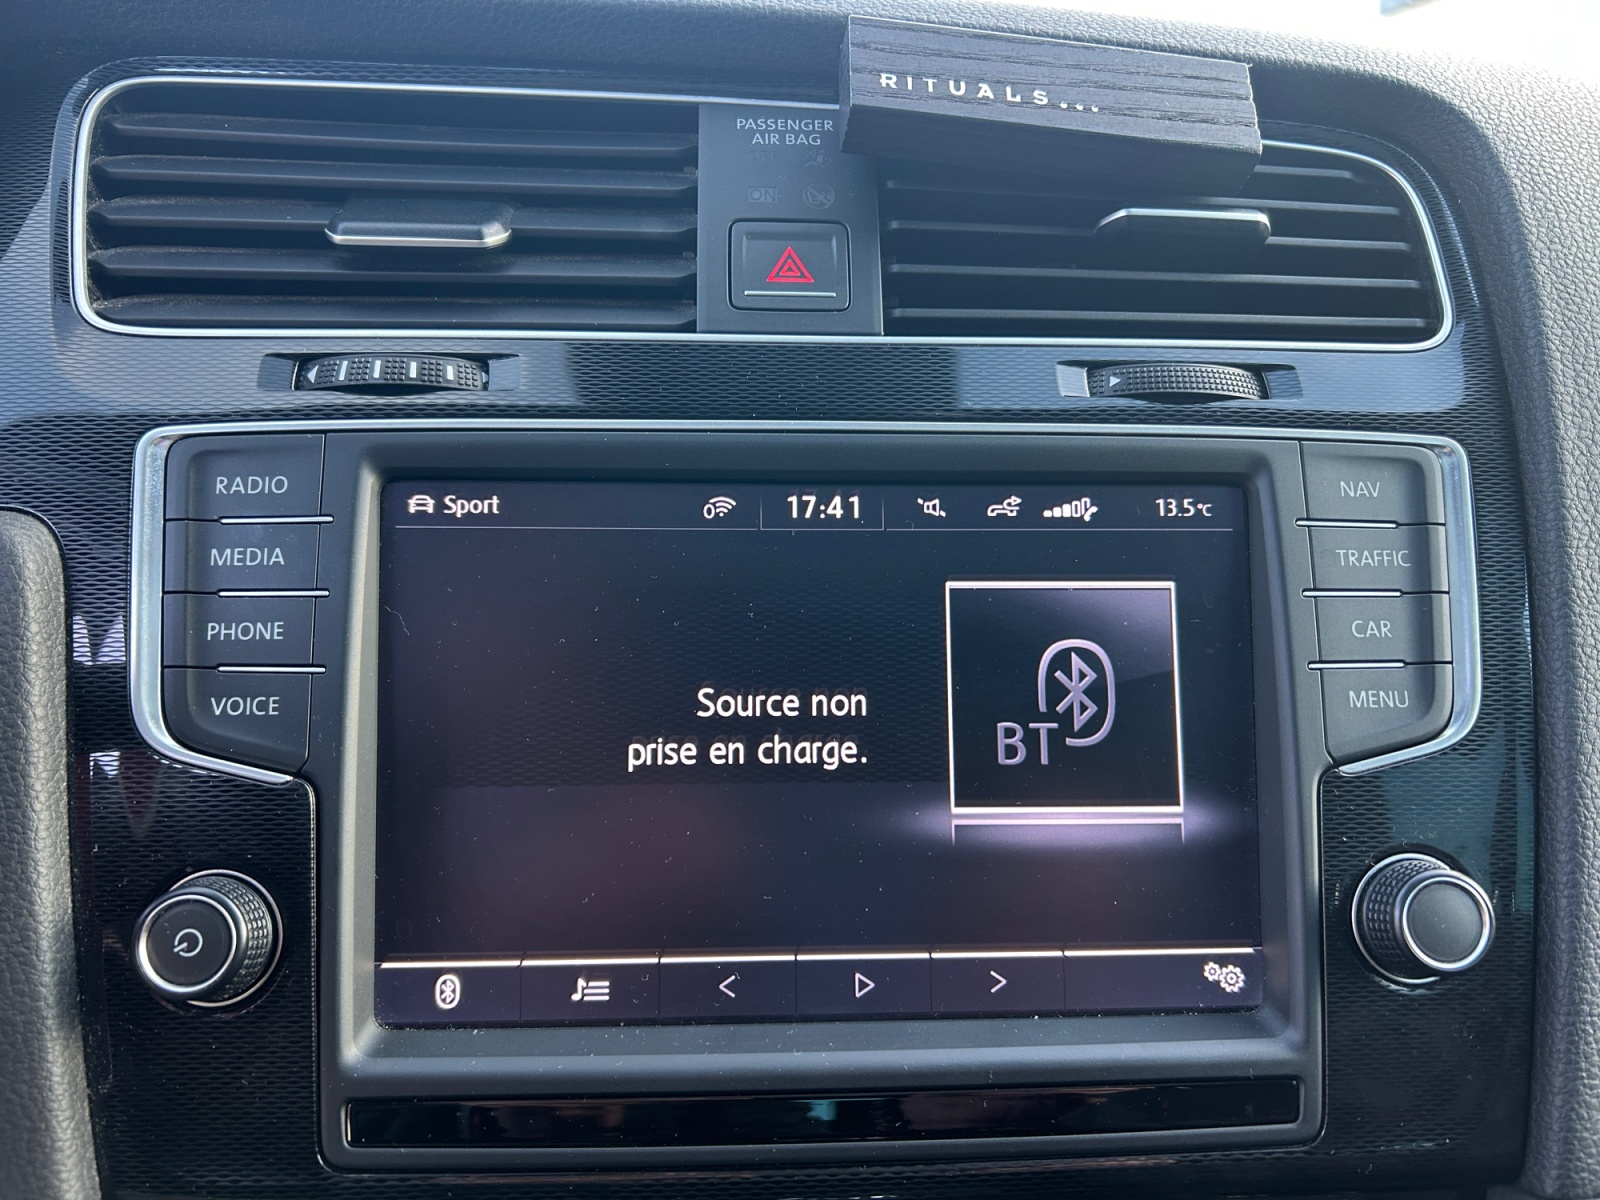 RITUALS...
PASSENGER
AIR BAG
ON
RADIO
MEDIA
PHONE
VOICE
NAV
TRAFFIC
CAR
MENU
Sport
0
17:41
13.5°C
Source non
prise en charge.
BT